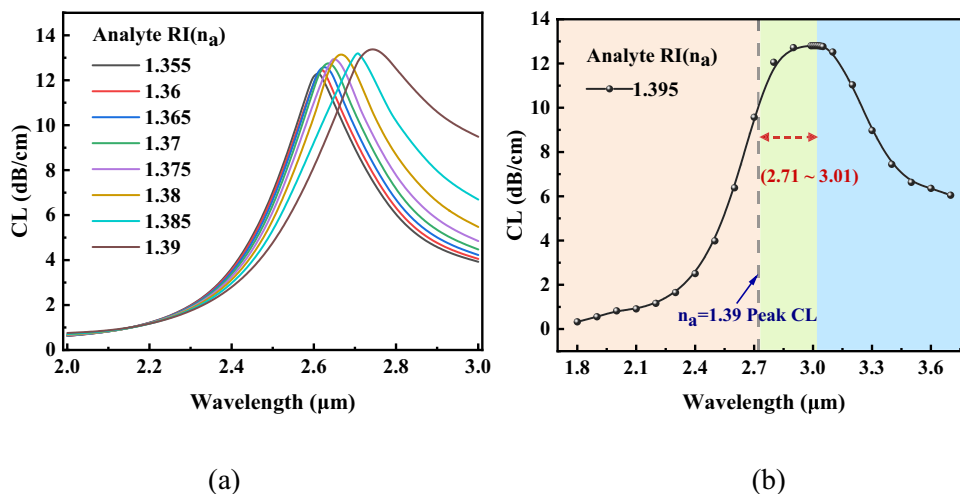 Analyte RI(na)
1.355
1.36
1.365
1.37
1.375
1.38
1.385
1.39
CL (dB/cm)
14
12
10
8
6
4
2
0
2.0 2.2 2.4 2.6 2.8 3.0
Wavelength (μm)
(a)
Analyte RI(na)
1.395
(2.71 ~ 3.01)
na=1.39 Peak CL
CL (dB/cm)
14
12
10
8
6
4
2
0
1.8 2.1 2.4 2.7 3.0 3.3 3.6
Wavelength (μm)
(b)